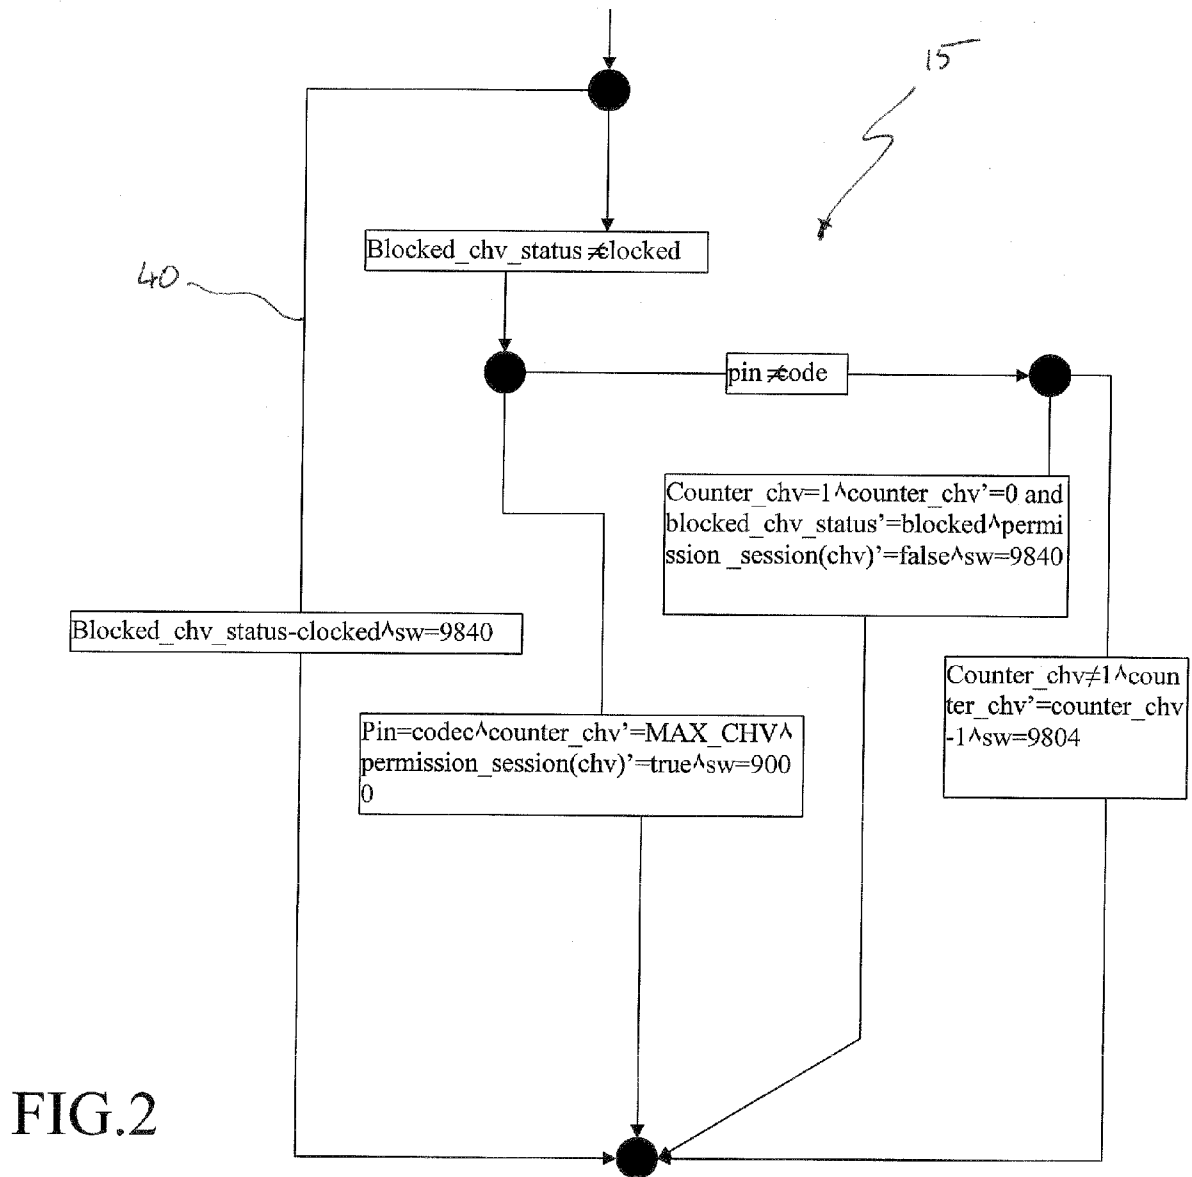 15
Blocked_chv_status ≠clocked
40
pin ≠code
Counter_chv=1^counter_chv’=0 and
blocked_chv_status’=blocked^permi
ssion _session(chv)’=false^sw=9840
Blocked_chv_status-clocked^sw=9840
Counter_chv≠1^coun
ter_chv’=counter_chv
-1^sw=9804
Pin=codec^counter_chv’=MAX_CHV^
permission_session(chv)’=true^sw=900
0
FIG.2